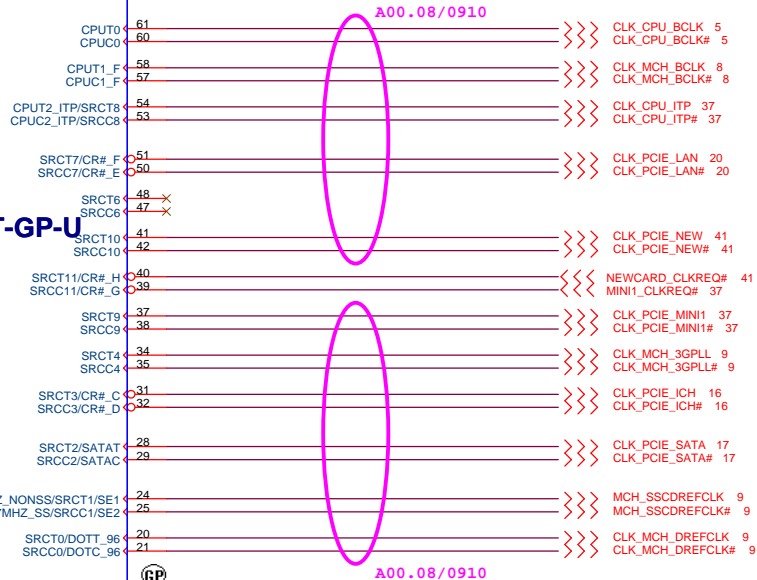 A00.08/0910
CPUT0 61 CLK_CPU_BCLK 5
CPUC0 60 CLK_CPU_BCLK# 5
CPUT1_F 58 CLK_MCH_BCLK 8
CPUC1_F 57 CLK_MCH_BCLK# 8
CPUT2_ITP/SRCT8 54 CLK_CPU_ITP 37
CPUC2_ITP/SRCC8 53 CLK_CPU_ITP# 37
SRCT7/CR#_F 51 CLK_PCIE_LAN 20
SRCC7/CR#_E 50 CLK_PCIE_LAN# 20
SRCT6 48
SRCC6 47
T-GP-U
SRCT10 41 CLK_PCIE_NEW 41
SRCC10 42 CLK_PCIE_NEW# 41
SRCT11/CR#_H 40 NEWCARD_CLKREQ# 41
SRCC11/CR#_G 39 MINI1_CLKREQ# 37
SRCT9 37 CLK_PCIE_MINI1 37
SRCC9 38 CLK_PCIE_MINI1# 37
SRCT4 34 CLK_MCH_3GPLL 9
SRCC4 35 CLK_MCH_3GPLL# 9
SRCT3/CR#_C 31 CLK_PCIE_ICH 16
SRCC3/CR#_D 32 CLK_PCIE_ICH# 16
SRCT2/SATAT 28 CLK_PCIE_SATA 17
SRCC2/SATAC 29 CLK_PCIE_SATA# 17
Z_NONSS/SRCT1/SE1 24 MCH_SSCDREFCLK 9
MHZ_SS/SRCC1/SE2 25 MCH_SSCDREFCLK# 9
SRCT0/DOTT_96 20 CLK_MCH_DREFCLK 9
SRCC0/DOTC_96 21 CLK_MCH_DREFCLK# 9
GP A00.08/0910